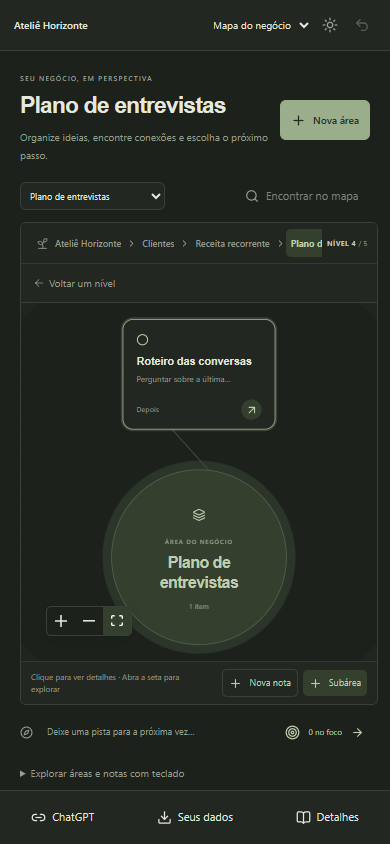 Ateliê Horizonte
Mapa do negócio
SEU NEGÓCIO, EM PERSPECTIVA
Plano de entrevistas
Nova área
Organize ideias, encontre conexões e escolha o próximo
passo.
Plano de entrevistas
Encontrar no mapa
Ateliê Horizonte
Clientes
Receita recorrente
Plano d
NÍVEL 4 / 5
Voltar um nível
Roteiro das conversas
Perguntar sobre a última...
Depois
ÁREA DO NEGÓCIO
Plano de
entrevistas
1 item
Clique para ver detalhes · Abra a seta para
explorar
Nova nota
Subárea
Deixe uma pista para a próxima vez...
0 no foco
Explorar áreas e notas com teclado
ChatGPT
Seus dados
Detalhes